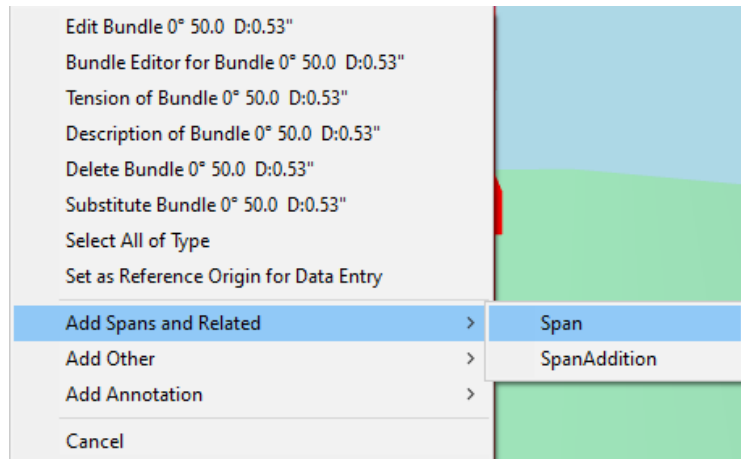 Edit Bundle 0° 50.0  D:0.53"
Bundle Editor for Bundle 0° 50.0  D:0.53"
Tension of Bundle 0° 50.0  D:0.53"
Description of Bundle 0° 50.0  D:0.53"
Delete Bundle 0° 50.0  D:0.53"
Substitute Bundle 0° 50.0  D:0.53"
Select All of Type
Set as Reference Origin for Data Entry
Add Spans and Related
Span
Add Other
SpanAddition
Add Annotation
Cancel